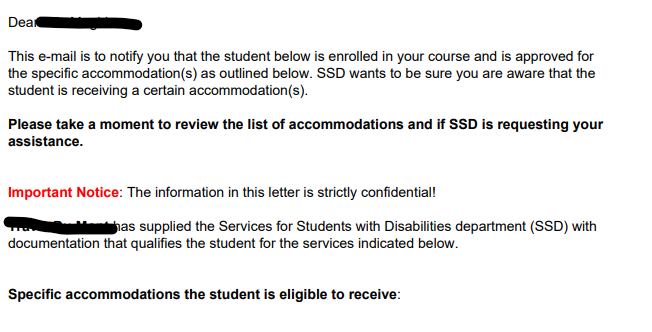 Dear
This e-mail is to notify you that the student below is enrolled in your course and is approved for
the specific accommodation(s) as outlined below. SSD wants to be sure you are aware that the
student is receiving a certain accommodation(s).
Please take a moment to review the list of accommodations and if SSD is requesting your
assistance.
Important Notice: The information in this letter is strictly confidential!
has supplied the Services for Students with Disabilities department (SSD) with
documentation that qualifies the student for the services indicated below.
Specific accommodations the student is eligible to receive: